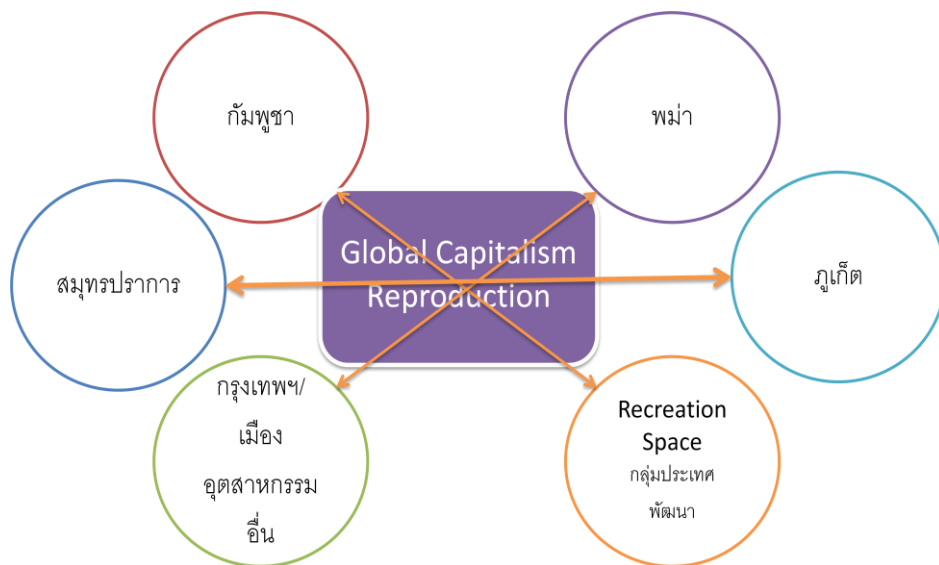 กัมพูชา
พม่า
Global Capitalism
Reproduction
สมุทรปราการ
ภูเก็ต
กรุงเทพฯ/
เมือง
อุตสาหกรรม
อื่น
Recreation
Space
กลุ่มประเทศ
พัฒนา